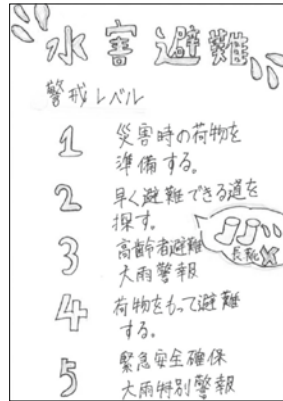 水害避難
警戒レベル
1 災害時の荷物を
準備する。
2 早く避難できる道を
探す。
3 高齢者避難
大雨警報
長靴X
4 荷物をもって避難
する。
5 緊急安全確保
大雨特別警報